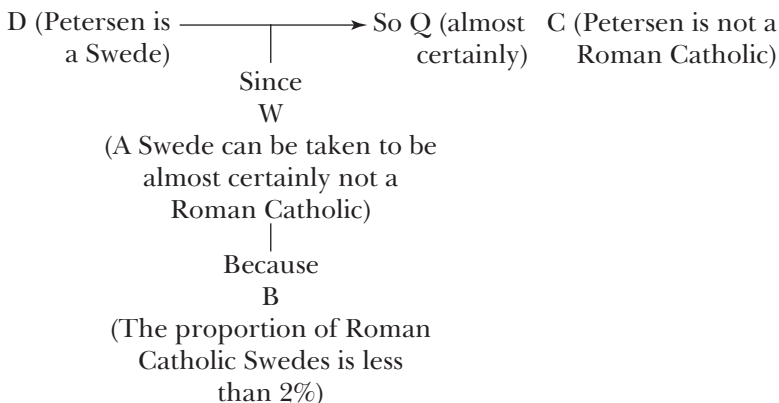 D (Petersen is So Q (almost C (Petersen is not a
a Swede) certainly) Roman Catholic)
Since
W
(A Swede can be taken to be
almost certainly not a
Roman Catholic)
Because
B
(The proportion of Roman
Catholic Swedes is less
than 2%)